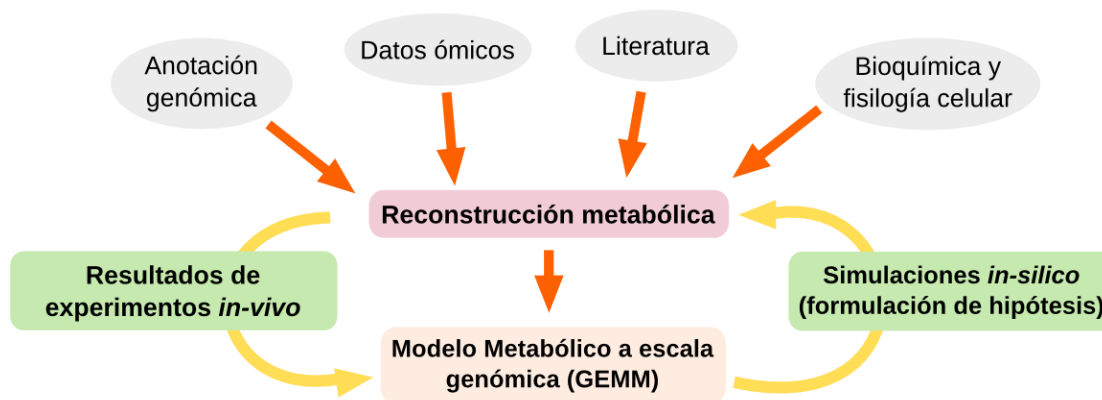 Anotación
genómica
Datos ómicos
Literatura
Bioquímica y
fisilogía celular
Reconstrucción metabólica
Resultados de
experimentos in-vivo
Simulaciones in-silico
(formulación de hipótesis)
Modelo Metabólico a escala
genómica (GEMM)